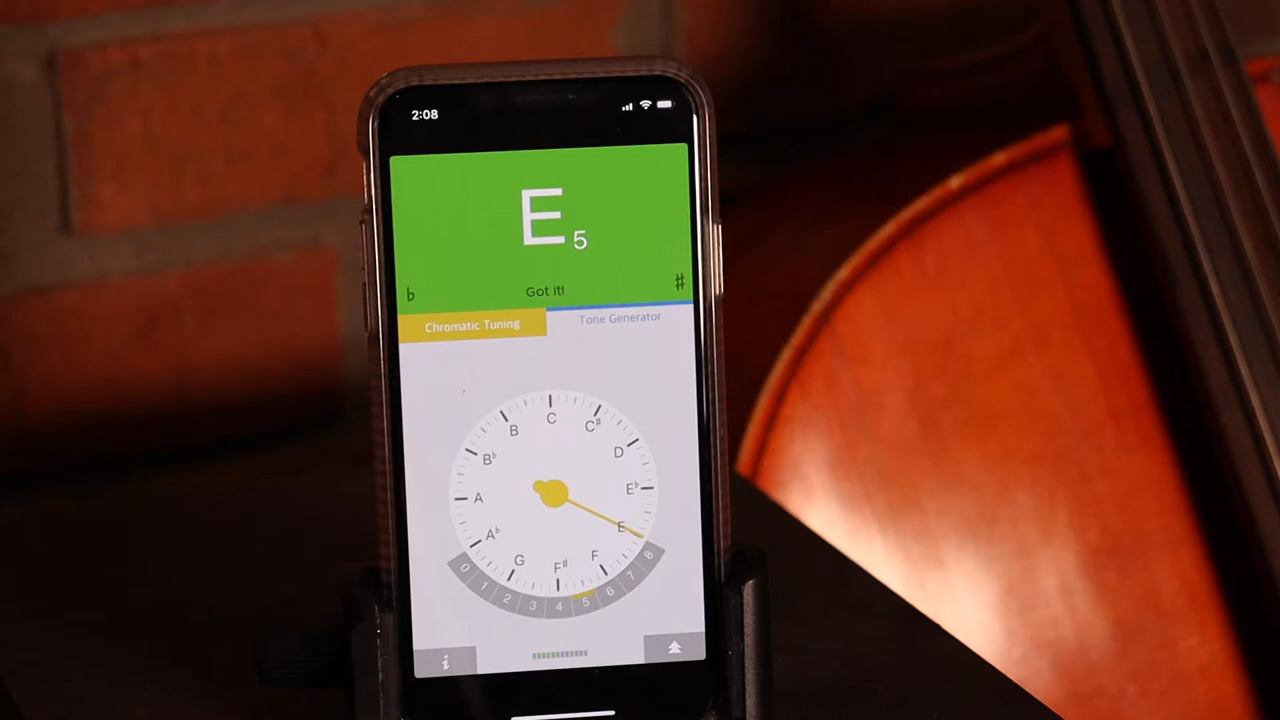 2:08
E5
♭ Got it! ♯
Chromatic Tuning Tone Generator
C
C♯
D
E♭
E
F
F♯
G
A♭
A
B♭
B
0 1 2 3 4 5 6 7 8
i